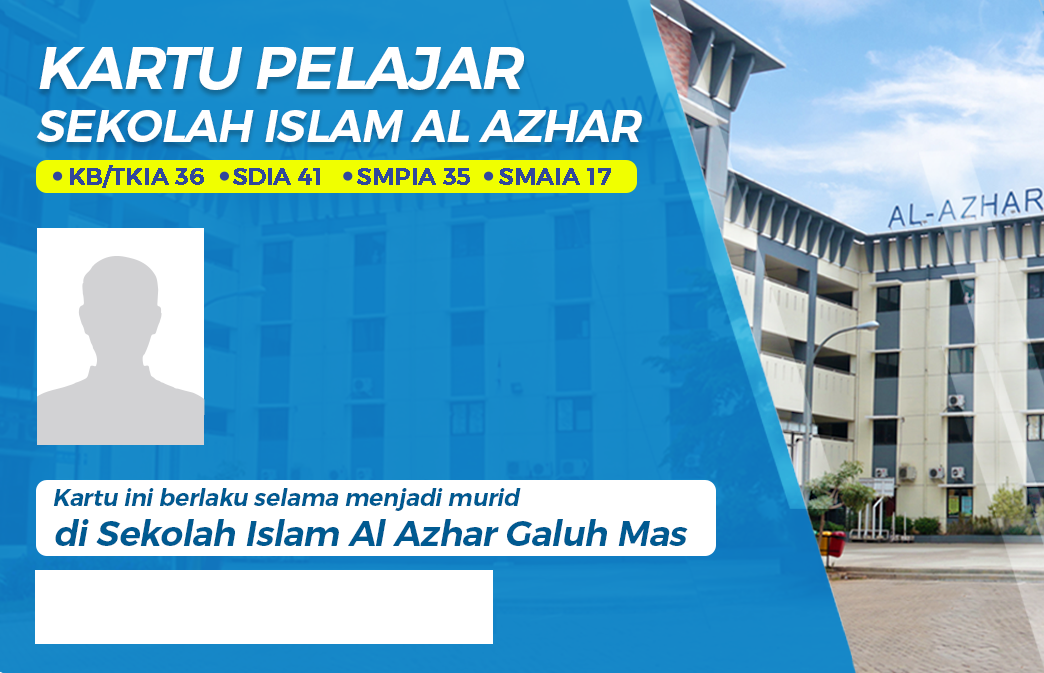 KARTU PELAJAR
SEKOLAH ISLAM AL AZHAR
• KB/TKIA 36 • SDIA 41 • SMPIA 35 • SMAIA 17
AL-AZHAR
Kartu ini berlaku selama menjadi murid
di Sekolah Islam Al Azhar Galuh Mas